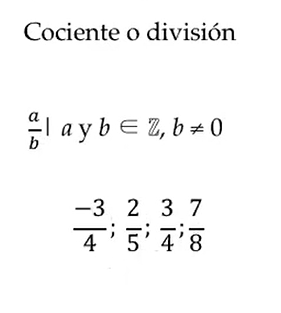 Cociente o división
a/b| a y b ∈ ℤ, b ≠ 0
-3/4; 2/5; 3/4; 7/8